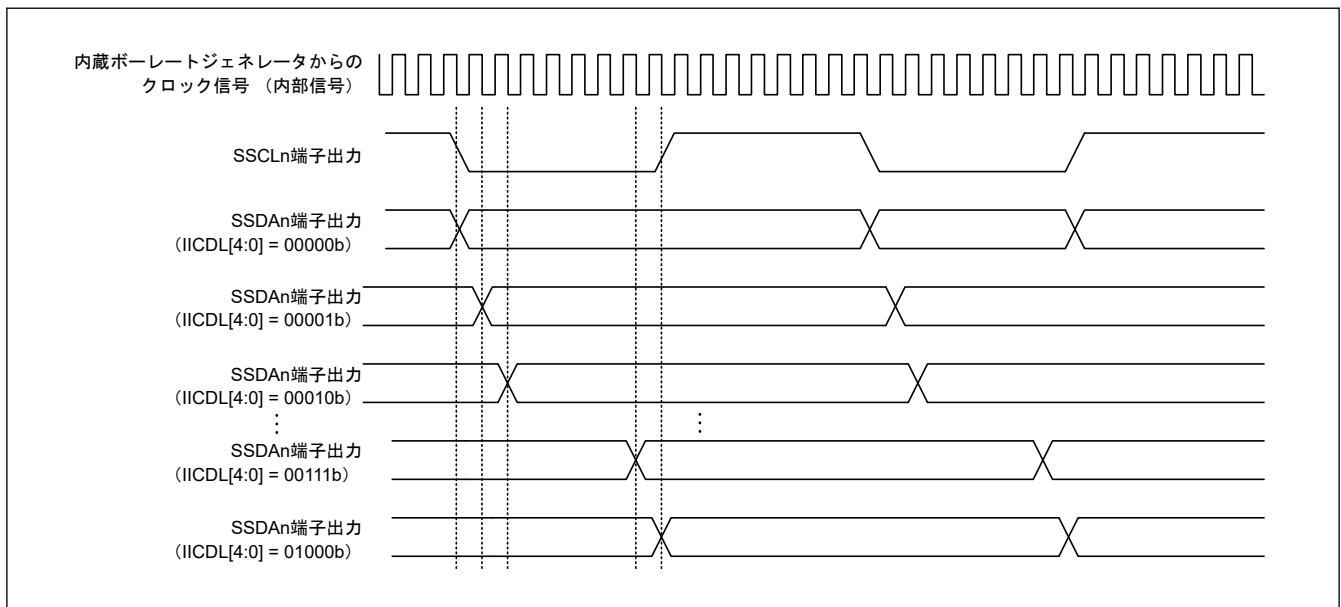 内蔵ボーレートジェネレータからの
クロック信号 （内部信号）
SSCLn端子出力
SSDAn端子出力
（IICDL[4:0] = 00000b）
SSDAn端子出力
（IICDL[4:0] = 00001b）
SSDAn端子出力
（IICDL[4:0] = 00010b）
SSDAn端子出力
（IICDL[4:0] = 00111b）
SSDAn端子出力
（IICDL[4:0] = 01000b）